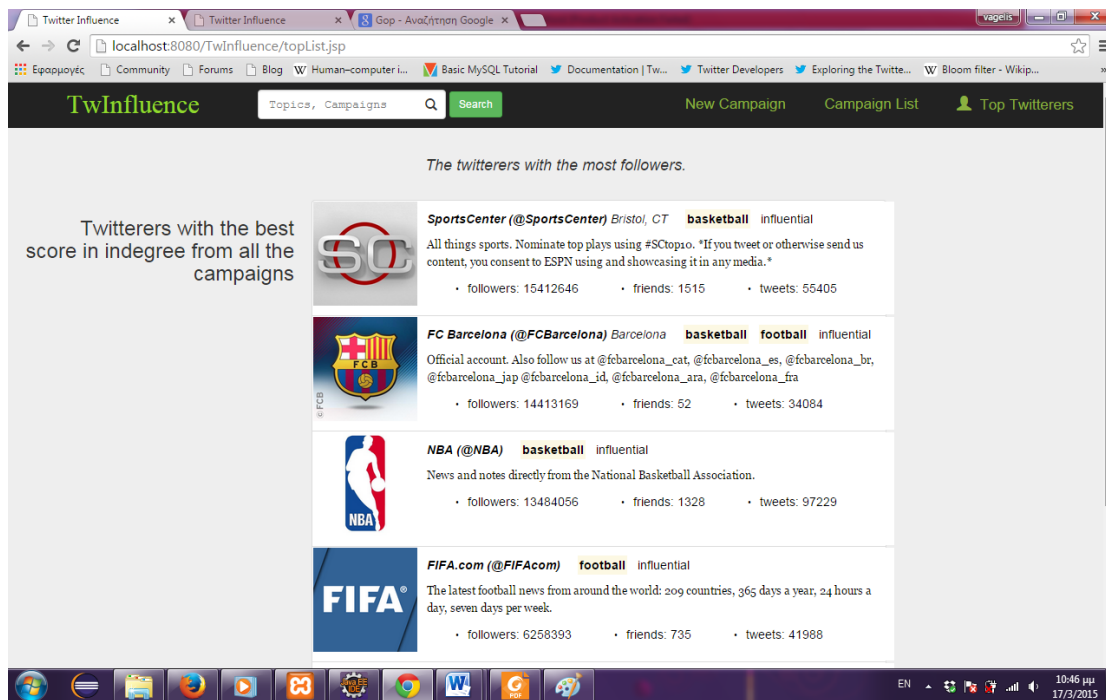 Twitter Influence
Twitter Influence
Gop - Αναζήτηση Google
vagelis
localhost:8080/TwInfluence/topList.jsp
Εφαρμογές Community Forums Blog Human-computer i... Basic MySQL Tutorial Documentation | Tw... Twitter Developers Exploring the Twitte... Bloom filter - Wikip... »
TwInfluence Topics, Campaigns Search New Campaign Campaign List Top Twitterers
The twitterers with the most followers.
Twitterers with the best
score in indegree from all the
campaigns
SC
SportsCenter (@SportsCenter) Bristol, CT basketball influential
All things sports. Nominate top plays using #SCtop10. *If you tweet or otherwise send us
content, you consent to ESPN using and showcasing it in any media.*
· followers: 15412646 · friends: 1515 · tweets: 55405
FCB
© FCB
FC Barcelona (@FCBarcelona) Barcelona basketball football influential
Official account. Also follow us at @fcbarcelona_cat, @fcbarcelona_es, @fcbarcelona_br,
@fcbarcelona_jap @fcbarcelona_id, @fcbarcelona_ara, @fcbarcelona_fra
· followers: 14413169 · friends: 52 · tweets: 34084
NBA
NBA (@NBA) basketball influential
News and notes directly from the National Basketball Association.
· followers: 13484056 · friends: 1328 · tweets: 97229
FIFA®
FIFA.com (@FIFAcom) football influential
The latest football news from around the world: 209 countries, 365 days a year, 24 hours a
day, seven days per week.
· followers: 6258393 · friends: 735 · tweets: 41988
Java EE
IDE
W
PDF
EN
10:46 μμ
17/3/2015